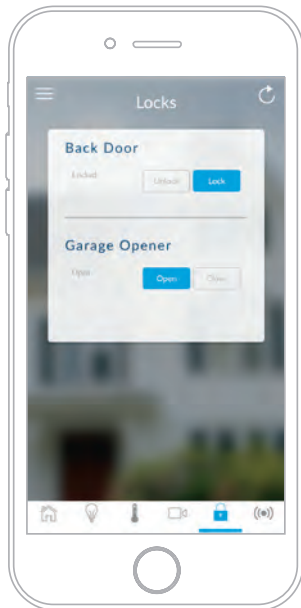 Locks
Back Door
Locked
Unlock Lock
Garage Opener
Open
Open Close